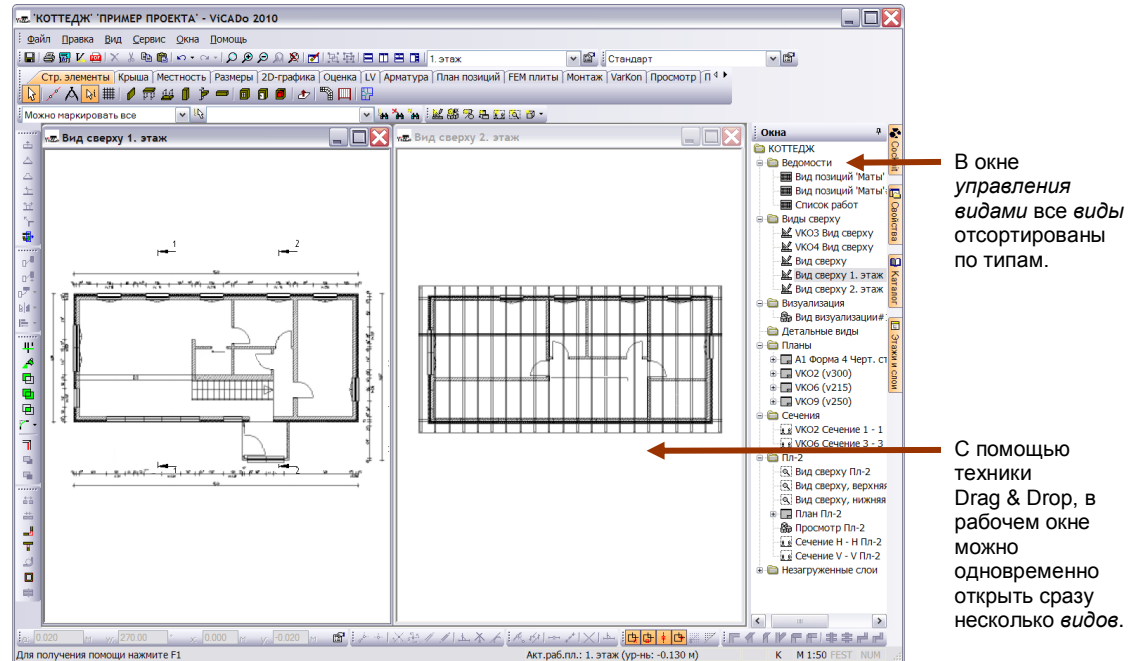 'КОТТЕДЖ' 'ПРИМЕР ПРОЕКТА' - ViCADo 2010
Файл Правка Вид Сервис Окна Помощь
1. этаж
Стандарт
Стр. элементы Крыша Местность Размеры 2D-графика Оценка LV Арматура План позиций FEM плиты Монтаж VarKon Просмотр П
Можно маркировать все
Вид сверху 1. этаж
Вид сверху 2. этаж
1 2
1 2
Окна
КОТТЕДЖ
Ведомости
Вид позиций 'Маты'
Вид позиций 'Маты'
Список работ
Виды сверху
VKO3 Вид сверху
VKO4 Вид сверху
Вид сверху
Вид сверху 1. этаж
Вид сверху 2. этаж
Визуализация
Вид визуализации#
Детальные виды
Планы
А1 Форма 4 Черт. ст
VKO2 (v300)
VKO6 (v215)
VKO9 (v250)
Сечения
VKO2 Сечение 1 - 1
VKO6 Сечение 3 - 3
Пл-2
Вид сверху Пл-2
Вид сверху, верхняя
Вид сверху, нижняя
План Пл-2
Просмотр Пл-2
Сечение H - H Пл-2
Сечение V - V Пл-2
Незагруженные слои
Cockpit
Свойства
Каталог
Этажи и слои
В окне
управления
видами все виды
отсортированы
по типам.
С помощью
техники
Drag & Drop, в
рабочем окне
можно
одновременно
открыть сразу
несколько видов.
0.020 м 270.00 ° 0.000 м -0.020 м
Для получения помощи нажмите F1
Акт.раб.пл.: 1. этаж (ур-нь: -0.130 м)
К М 1:50 FEST NUM